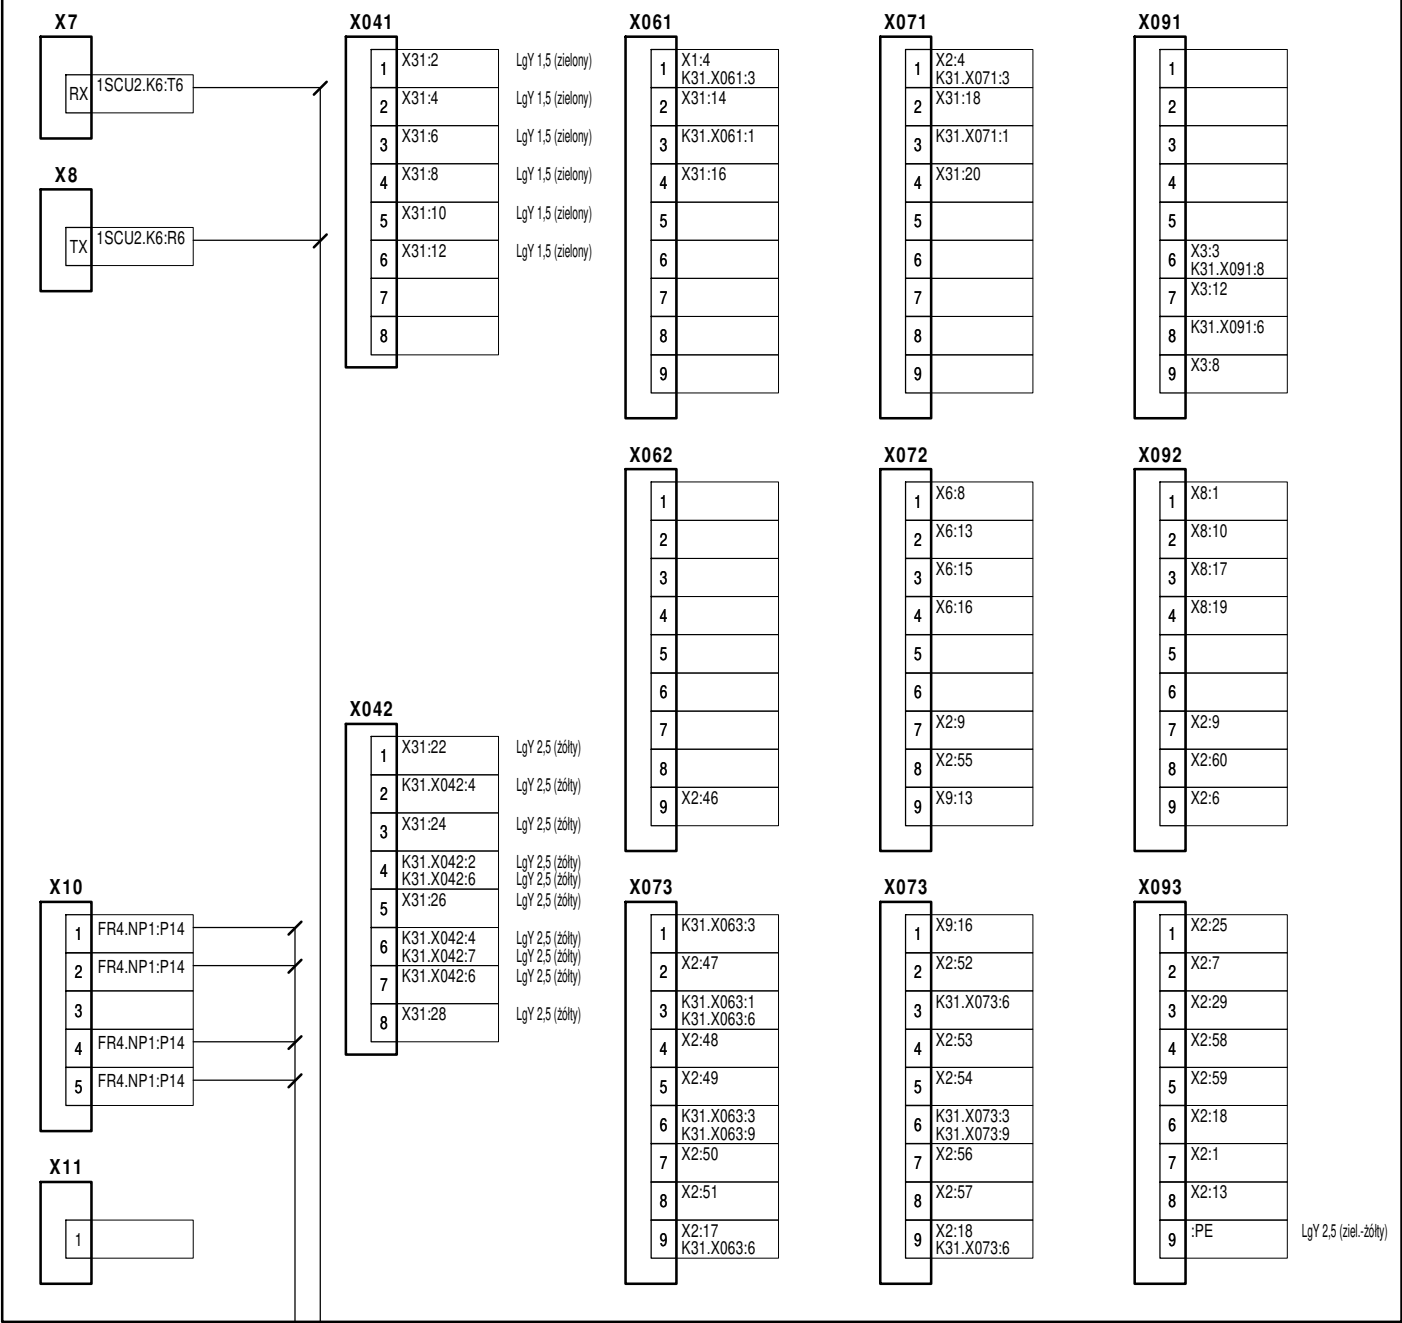 X7
RX 1SCU2.K6:T6
X8
TX 1SCU2.K6:R6
X10
1 FR4.NP1:P14
2 FR4.NP1:P14
3
4 FR4.NP1:P14
5 FR4.NP1:P14
X11
1
X041
1 X31:2 LgY 1,5 (zielony)
2 X31:4 LgY 1,5 (zielony)
3 X31:6 LgY 1,5 (zielony)
4 X31:8 LgY 1,5 (zielony)
5 X31:10 LgY 1,5 (zielony)
6 X31:12 LgY 1,5 (zielony)
7
8
X042
1 X31:22 LgY 2,5 (żółty)
2 K31.X042:4 LgY 2,5 (żółty)
3 X31:24 LgY 2,5 (żółty)
4 K31.X042:2 LgY 2,5 (żółty)
K31.X042:6 LgY 2,5 (żółty)
5 X31:26 LgY 2,5 (żółty)
6 K31.X042:4 LgY 2,5 (żółty)
K31.X042:7 LgY 2,5 (żółty)
7 K31.X042:6 LgY 2,5 (żółty)
8 X31:28 LgY 2,5 (żółty)
X061
1 X1:4
K31.X061:3
2 X31:14
3 K31.X061:1
4 X31:16
5
6
7
8
9
X062
1
2
3
4
5
6
7
8
9 X2:46
X073
1 K31.X063:3
2 X2:47
3 K31.X063:1
K31.X063:6
4 X2:48
5 X2:49
6 K31.X063:3
K31.X063:9
7 X2:50
8 X2:51
9 X2:17
K31.X063:6
X071
1 X2:4
K31.X071:3
2 X31:18
3 K31.X071:1
4 X31:20
5
6
7
8
9
X072
1 X6:8
2 X6:13
3 X6:15
4 X6:16
5
6
7 X2:9
8 X2:55
9 X9:13
X073
1 X9:16
2 X2:52
3 K31.X073:6
4 X2:53
5 X2:54
6 K31.X073:3
K31.X073:9
7 X2:56
8 X2:57
9 X2:18
K31.X073:6
X091
1
2
3
4
5
6 X3:3
K31.X091:8
7 X3:12
8 K31.X091:6
9 X3:8
X092
1 X8:1
2 X8:10
3 X8:17
4 X8:19
5
6
7 X2:9
8 X2:60
9 X2:6
X093
1 X2:25
2 X2:7
3 X2:29
4 X2:58
5 X2:59
6 X2:18
7 X2:1
8 X2:13
9 :PE LgY 2,5 (ziel.-żółty)